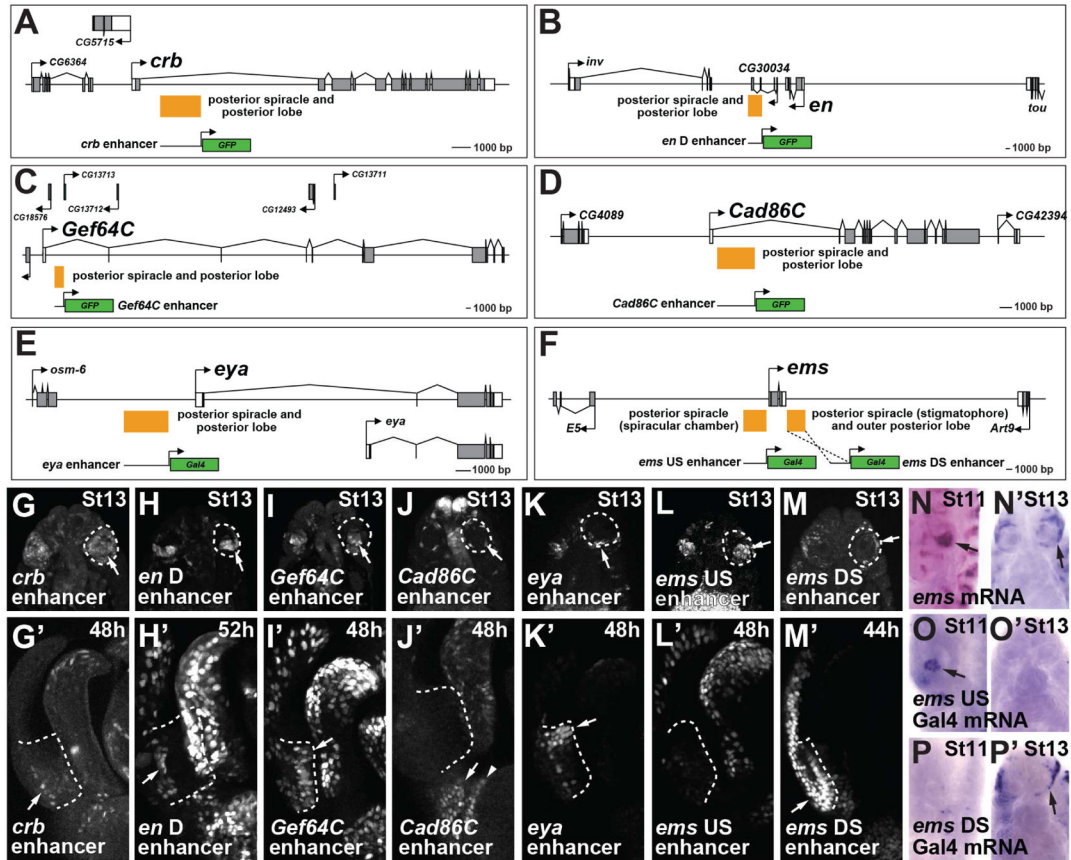 A
CG5715
CG6364
crb
posterior spiracle and
posterior lobe
crb enhancer
GFP
1000 bp
B
inv
CG30034
en
tou
posterior spiracle and
posterior lobe
en D enhancer
GFP
1000 bp
C
CG13713
CG13711
CG18576
CG13712
CG12493
Gef64C
posterior spiracle and posterior lobe
GFP
Gef64C enhancer
1000 bp
D
CG4089
Cad86C
CG42394
posterior spiracle and
posterior lobe
Cad86C enhancer
GFP
1000 bp
E
osm-6
eya
posterior spiracle and
posterior lobe
eya
eya enhancer
Gal4
1000 bp
F
ems
E5
posterior spiracle
(spiracular chamber)
posterior spiracle (stigmatophore)
and outer posterior lobe
Art9
ems US enhancer
Gal4
Gal4
ems DS enhancer
1000 bp
G St13
crb
enhancer
H St13
en D
enhancer
I St13
Gef64C
enhancer
J St13
Cad86C
enhancer
K St13
eya
enhancer
L St13
ems US
enhancer
M St13
ems DS
enhancer
N St11
N' St13
ems mRNA
G' 48h
crb
enhancer
H' 52h
en D
enhancer
I' 48h
Gef64C
enhancer
J' 48h
Cad86C
enhancer
K' 48h
eya
enhancer
L' 48h
ems US
enhancer
M' 44h
ems DS
enhancer
O St11
O' St13
ems US
Gal4 mRNA
P St11
P' St13
ems DS
Gal4 mRNA